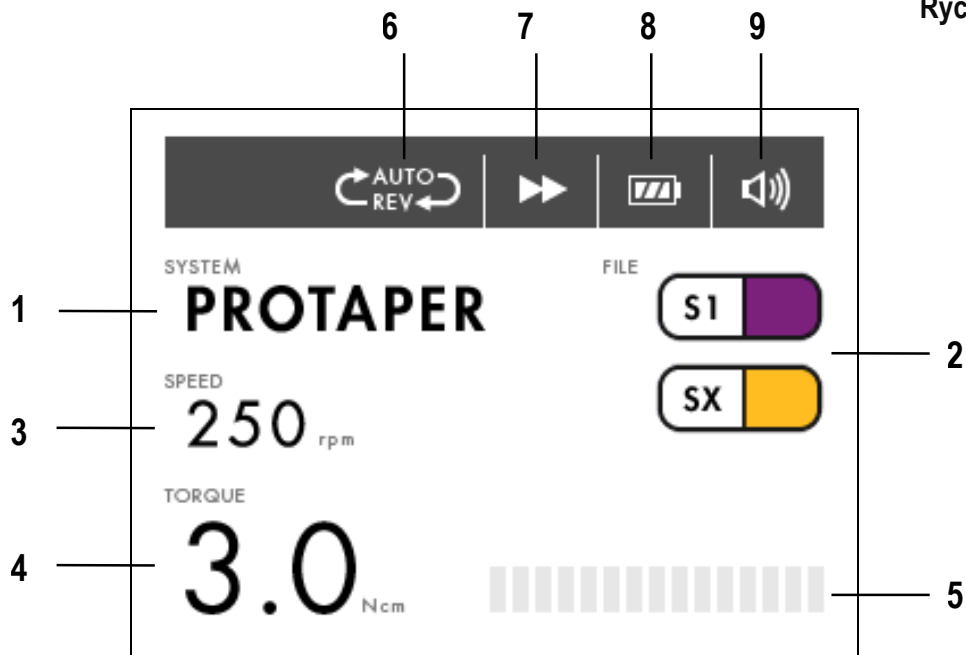 Ryc
6 7 8 9
AUTO
REV
SYSTEM
FILE
1
PROTAPER
S1
2
SPEED
SX
3
250 rpm
TORQUE
4
3.0 Ncm
5